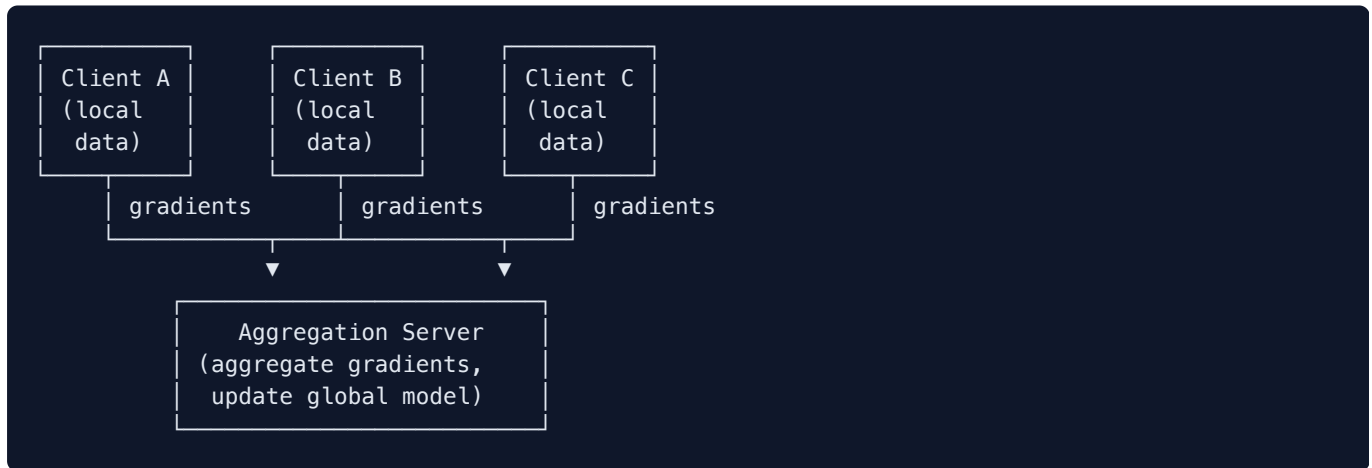 Client A Client B Client C
(local (local (local
data) data) data)
gradients gradients gradients
Aggregation Server
(aggregate gradients,
update global model)